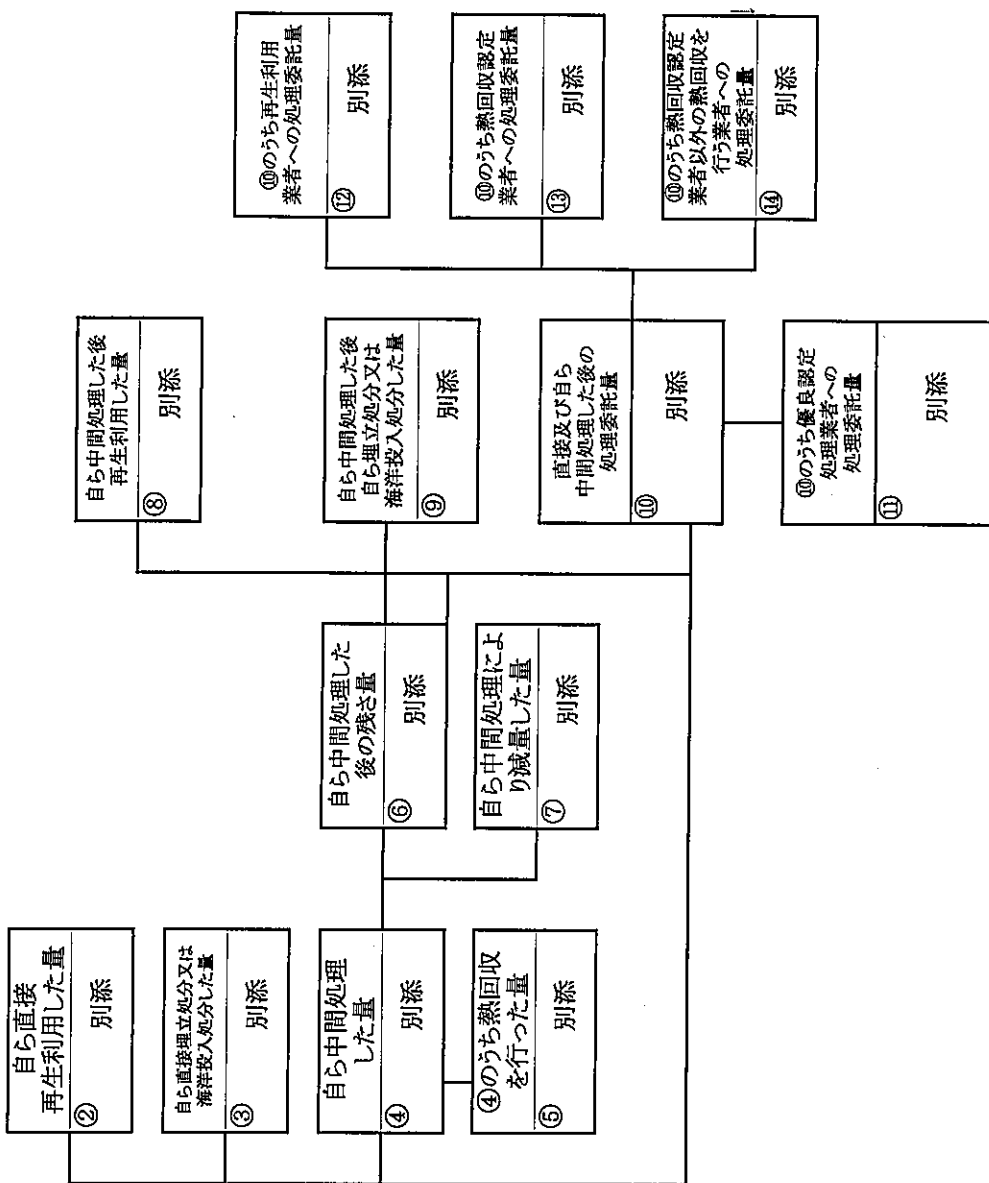 自ら直接
再生利用した量
②
別添
自ら直接埋立処分又は
海洋投入処分した量
③
別添
自ら中間処理
した量
④
別添
④のうち熱回収
を行った量
⑤
別添
自ら中間処理した
後の残さ量
⑥
別添
自ら中間処理によ
り減量した量
⑦
別添
自ら中間処理した後
再生利用した量
⑧
別添
自ら中間処理した後
自ら埋立処分又は
海洋投入処分した量
⑨
別添
直接及び自ら
中間処理した後の
処理委託量
⑩
別添
⑩のうち優良認定
処理業者への
処理委託量
⑪
別添
⑩のうち再生利用
業者への処理委託量
⑫
別添
⑩のうち熱回収認定
業者への処理委託量
⑬
別添
⑩のうち熱回収認定
業者以外の熱回収を
行う業者への
処理委託量
⑭
別添